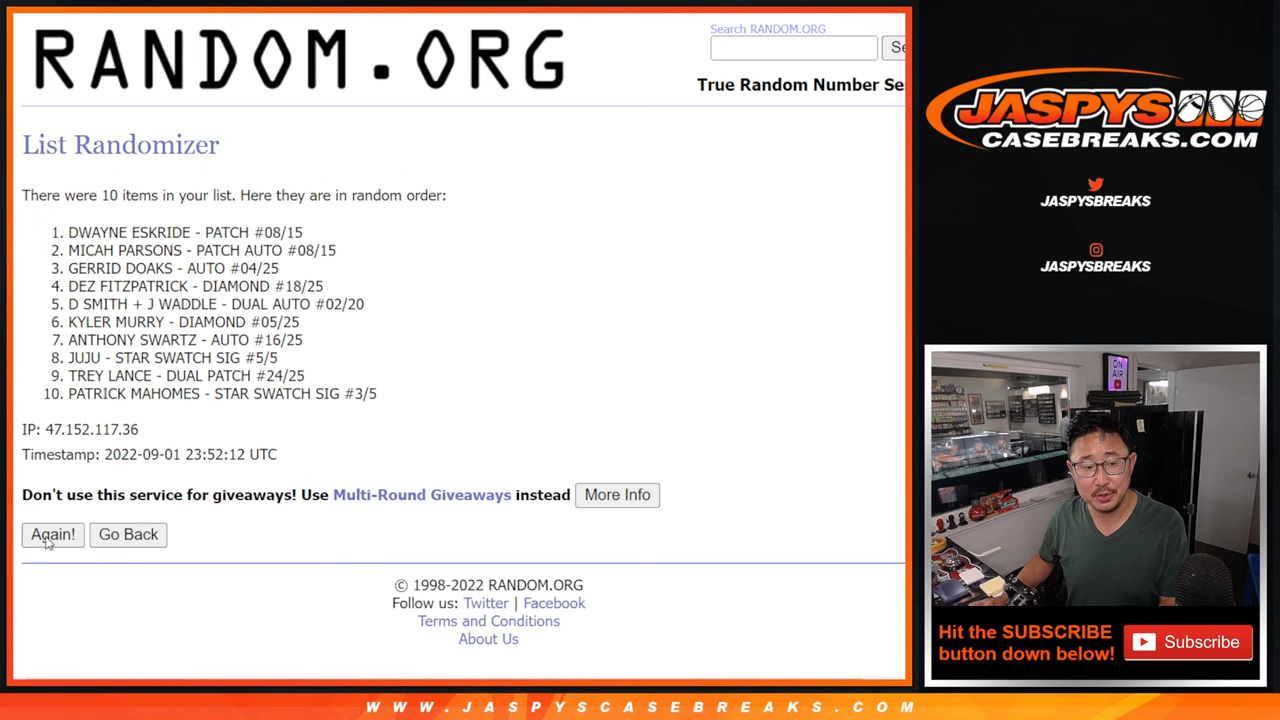 RANDOM.ORG
Search RANDOM.ORG
Se
True Random Number Se
List Randomizer
There were 10 items in your list. Here they are in random order:
1. DWAYNE ESKRIDE - PATCH #08/15
2. MICAH PARSONS - PATCH AUTO #08/15
3. GERRID DOAKS - AUTO #04/25
4. DEZ FITZPATRICK - DIAMOND #18/25
5. D SMITH + J WADDLE - DUAL AUTO #02/20
6. KYLER MURRY - DIAMOND #05/25
7. ANTHONY SWARTZ - AUTO #16/25
8. JUJU - STAR SWATCH SIG #5/5
9. TREY LANCE - DUAL PATCH #24/25
10. PATRICK MAHOMES - STAR SWATCH SIG #3/5
IP: 47.152.117.36
Timestamp: 2022-09-01 23:52:12 UTC
Don't use this service for giveaways! Use Multi-Round Giveaways instead More Info
Again! Go Back
© 1998-2022 RANDOM.ORG
Follow us: Twitter | Facebook
Terms and Conditions
About Us
JASPYS
CASEBREAKS.COM
JASPYSBREAKS
JASPYSBREAKS
ON
AIR
Hit the SUBSCRIBE
button down below!
Subscribe
WWW.JASPYSCASEBREAKS.COM